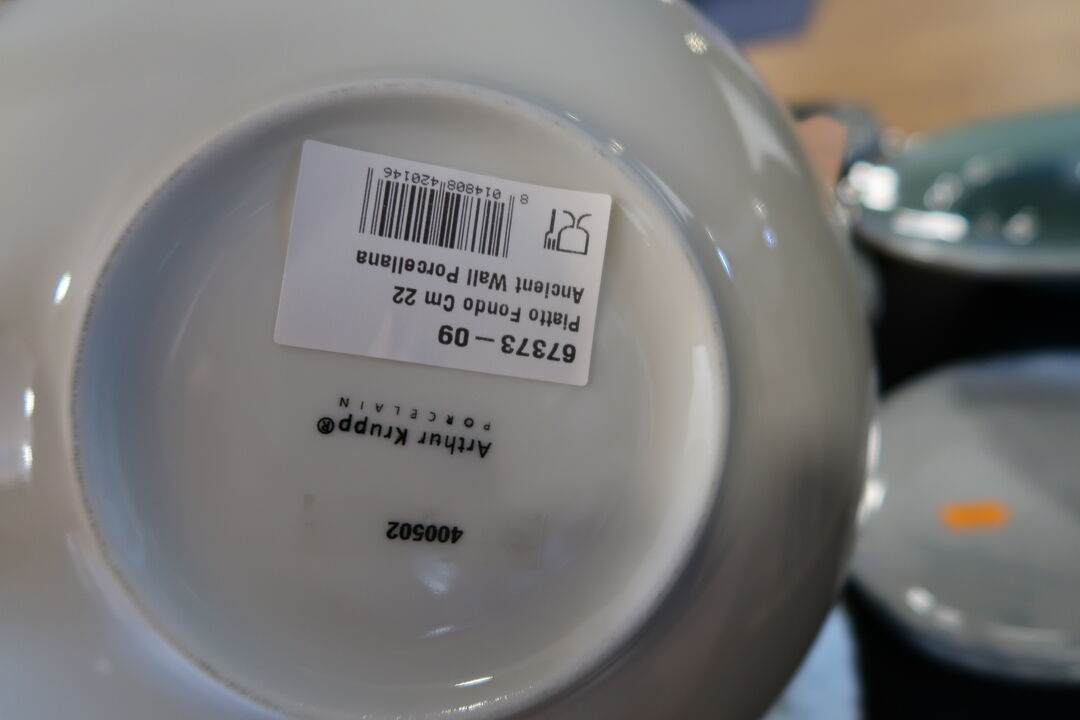 400502
Arthur Krupp®
PORCELAIN
67373-09
Piatto Fondo Cm 22
Ancient Wall Porcellana
8 014808 420146